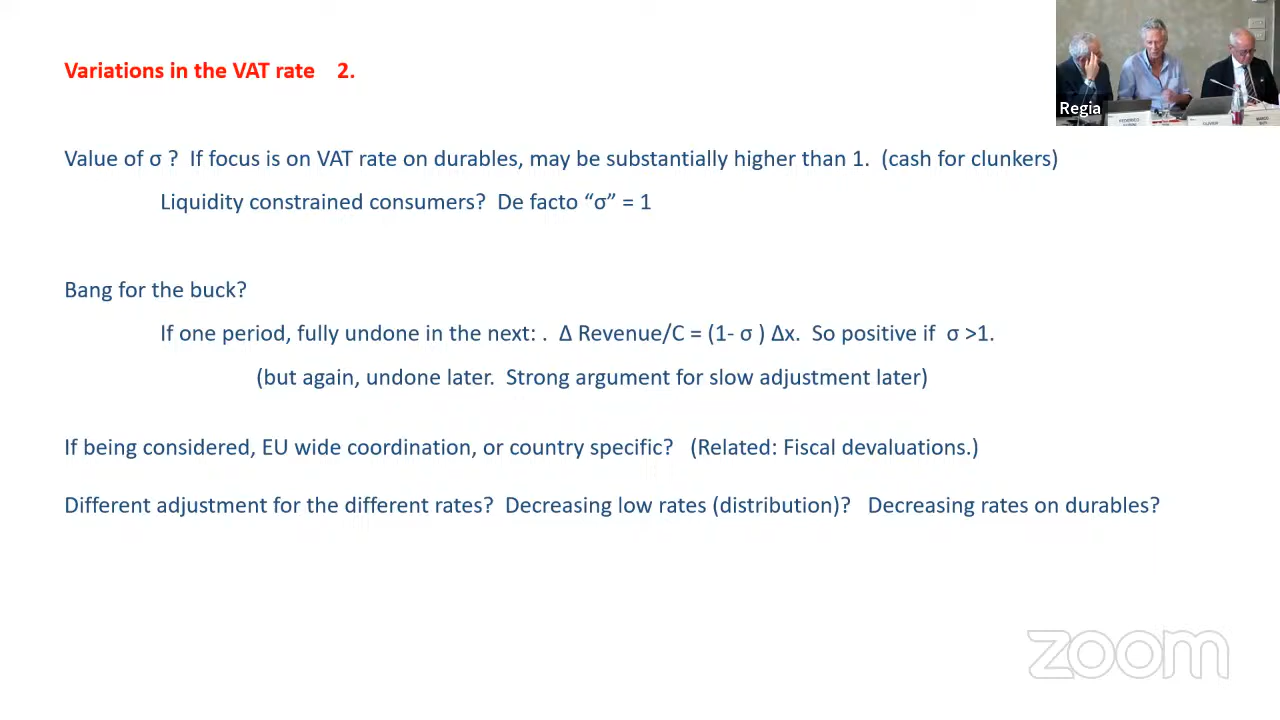 Variations in the VAT rate 2.
Regia
Value of σ ? If focus is on VAT rate on durables, may be substantially higher than 1. (cash for clunkers)
Liquidity constrained consumers? De facto “σ” = 1
Bang for the buck?
If one period, fully undone in the next: . Δ Revenue/C = (1- σ ) Δx. So positive if σ >1.
(but again, undone later. Strong argument for slow adjustment later)
If being considered, EU wide coordination, or country specific? (Related: Fiscal devaluations.)
Different adjustment for the different rates? Decreasing low rates (distribution)? Decreasing rates on durables?
zoom